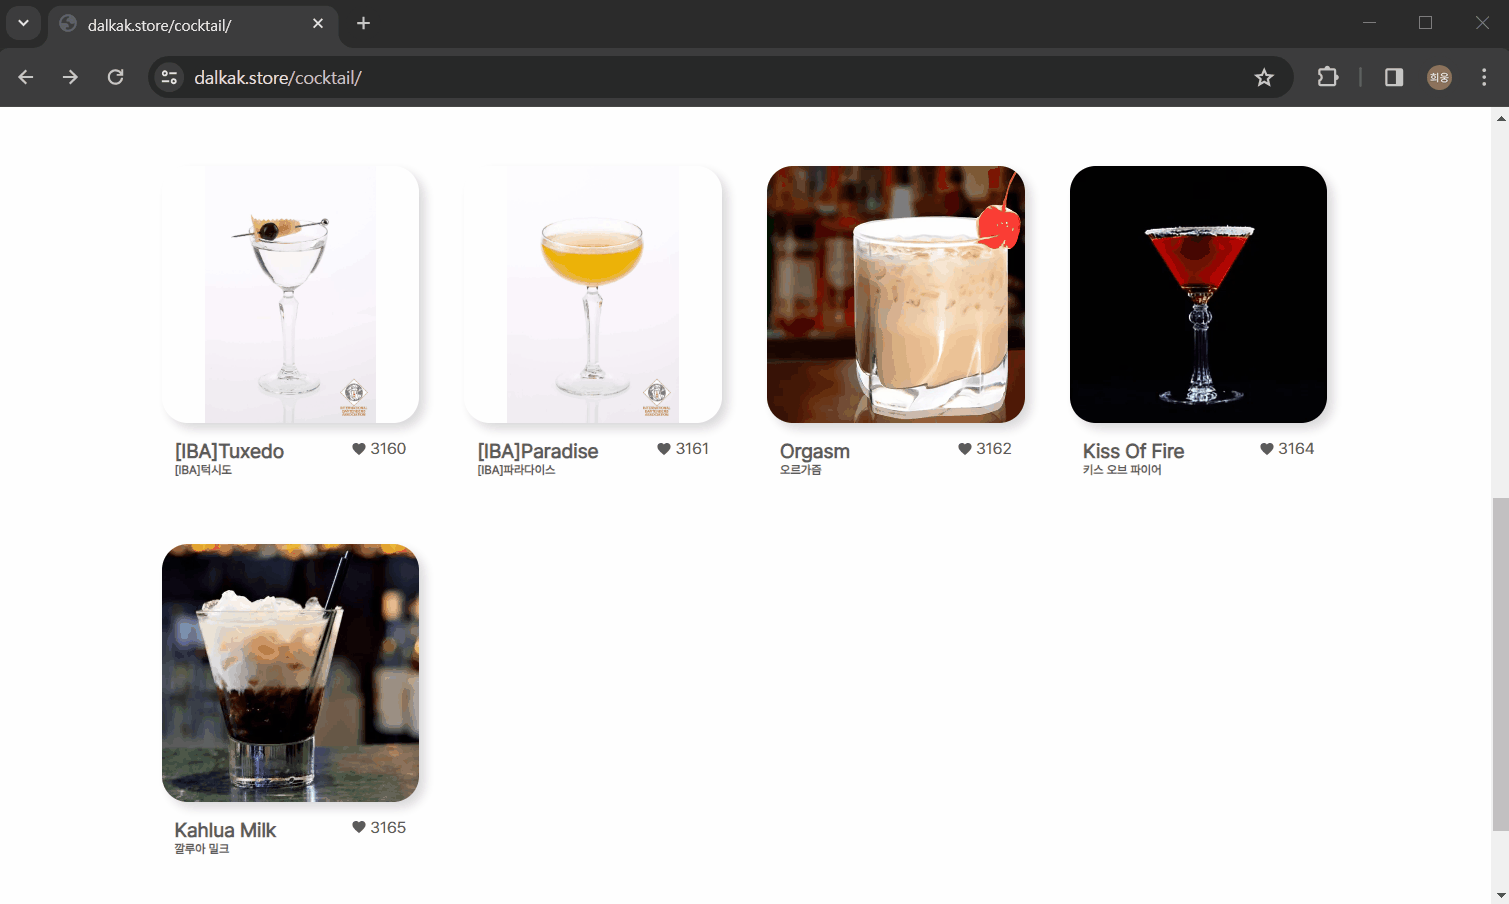 dalkak.store/cocktail/
dalkak.store/cocktail/
희웅
[IBA]Tuxedo
3160
[IBA]턱시도
[IBA]Paradise
3161
[IBA]파라다이스
Orgasm
3162
오르가즘
Kiss Of Fire
3164
키스 오브 파이어
Kahlua Milk
3165
깔루아 밀크